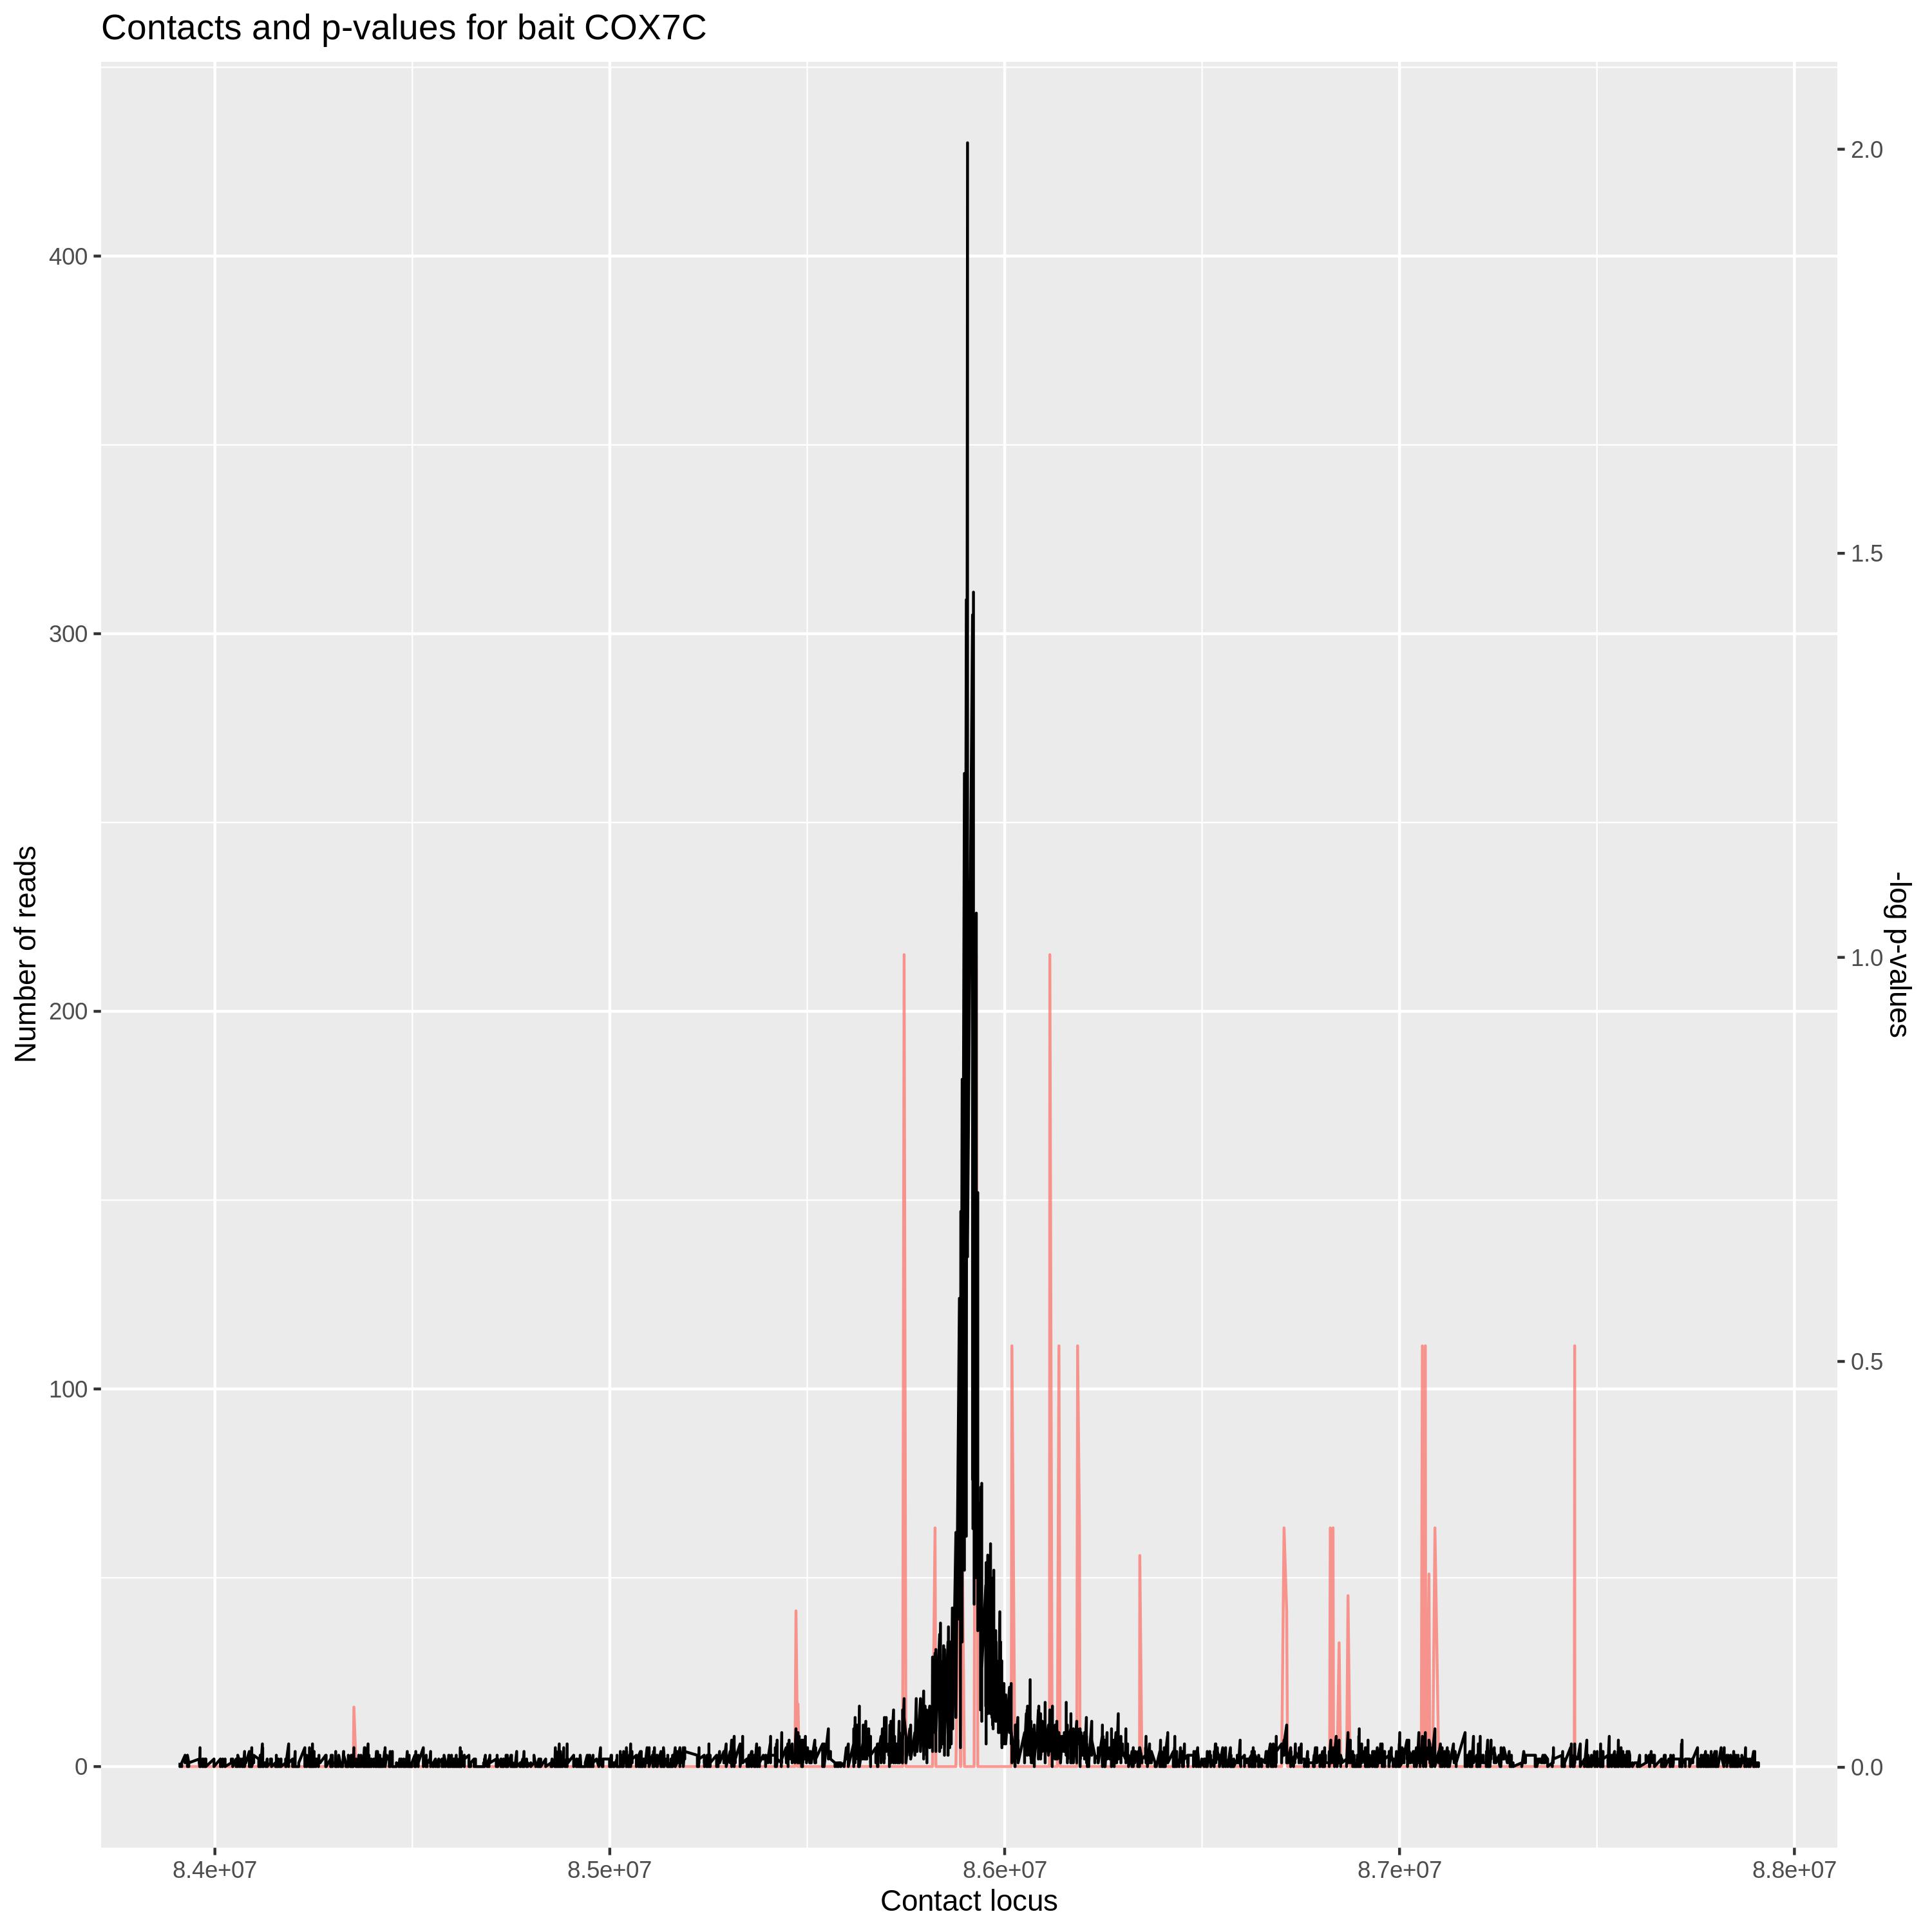 Contacts and p-values for bait COX7C
Number of reads
400
300
200
100
0
2.0
1.5
1.0
0.5
0.0
-log p-values
8.4e+07
8.5e+07
8.6e+07
8.7e+07
8.8e+07
Contact locus